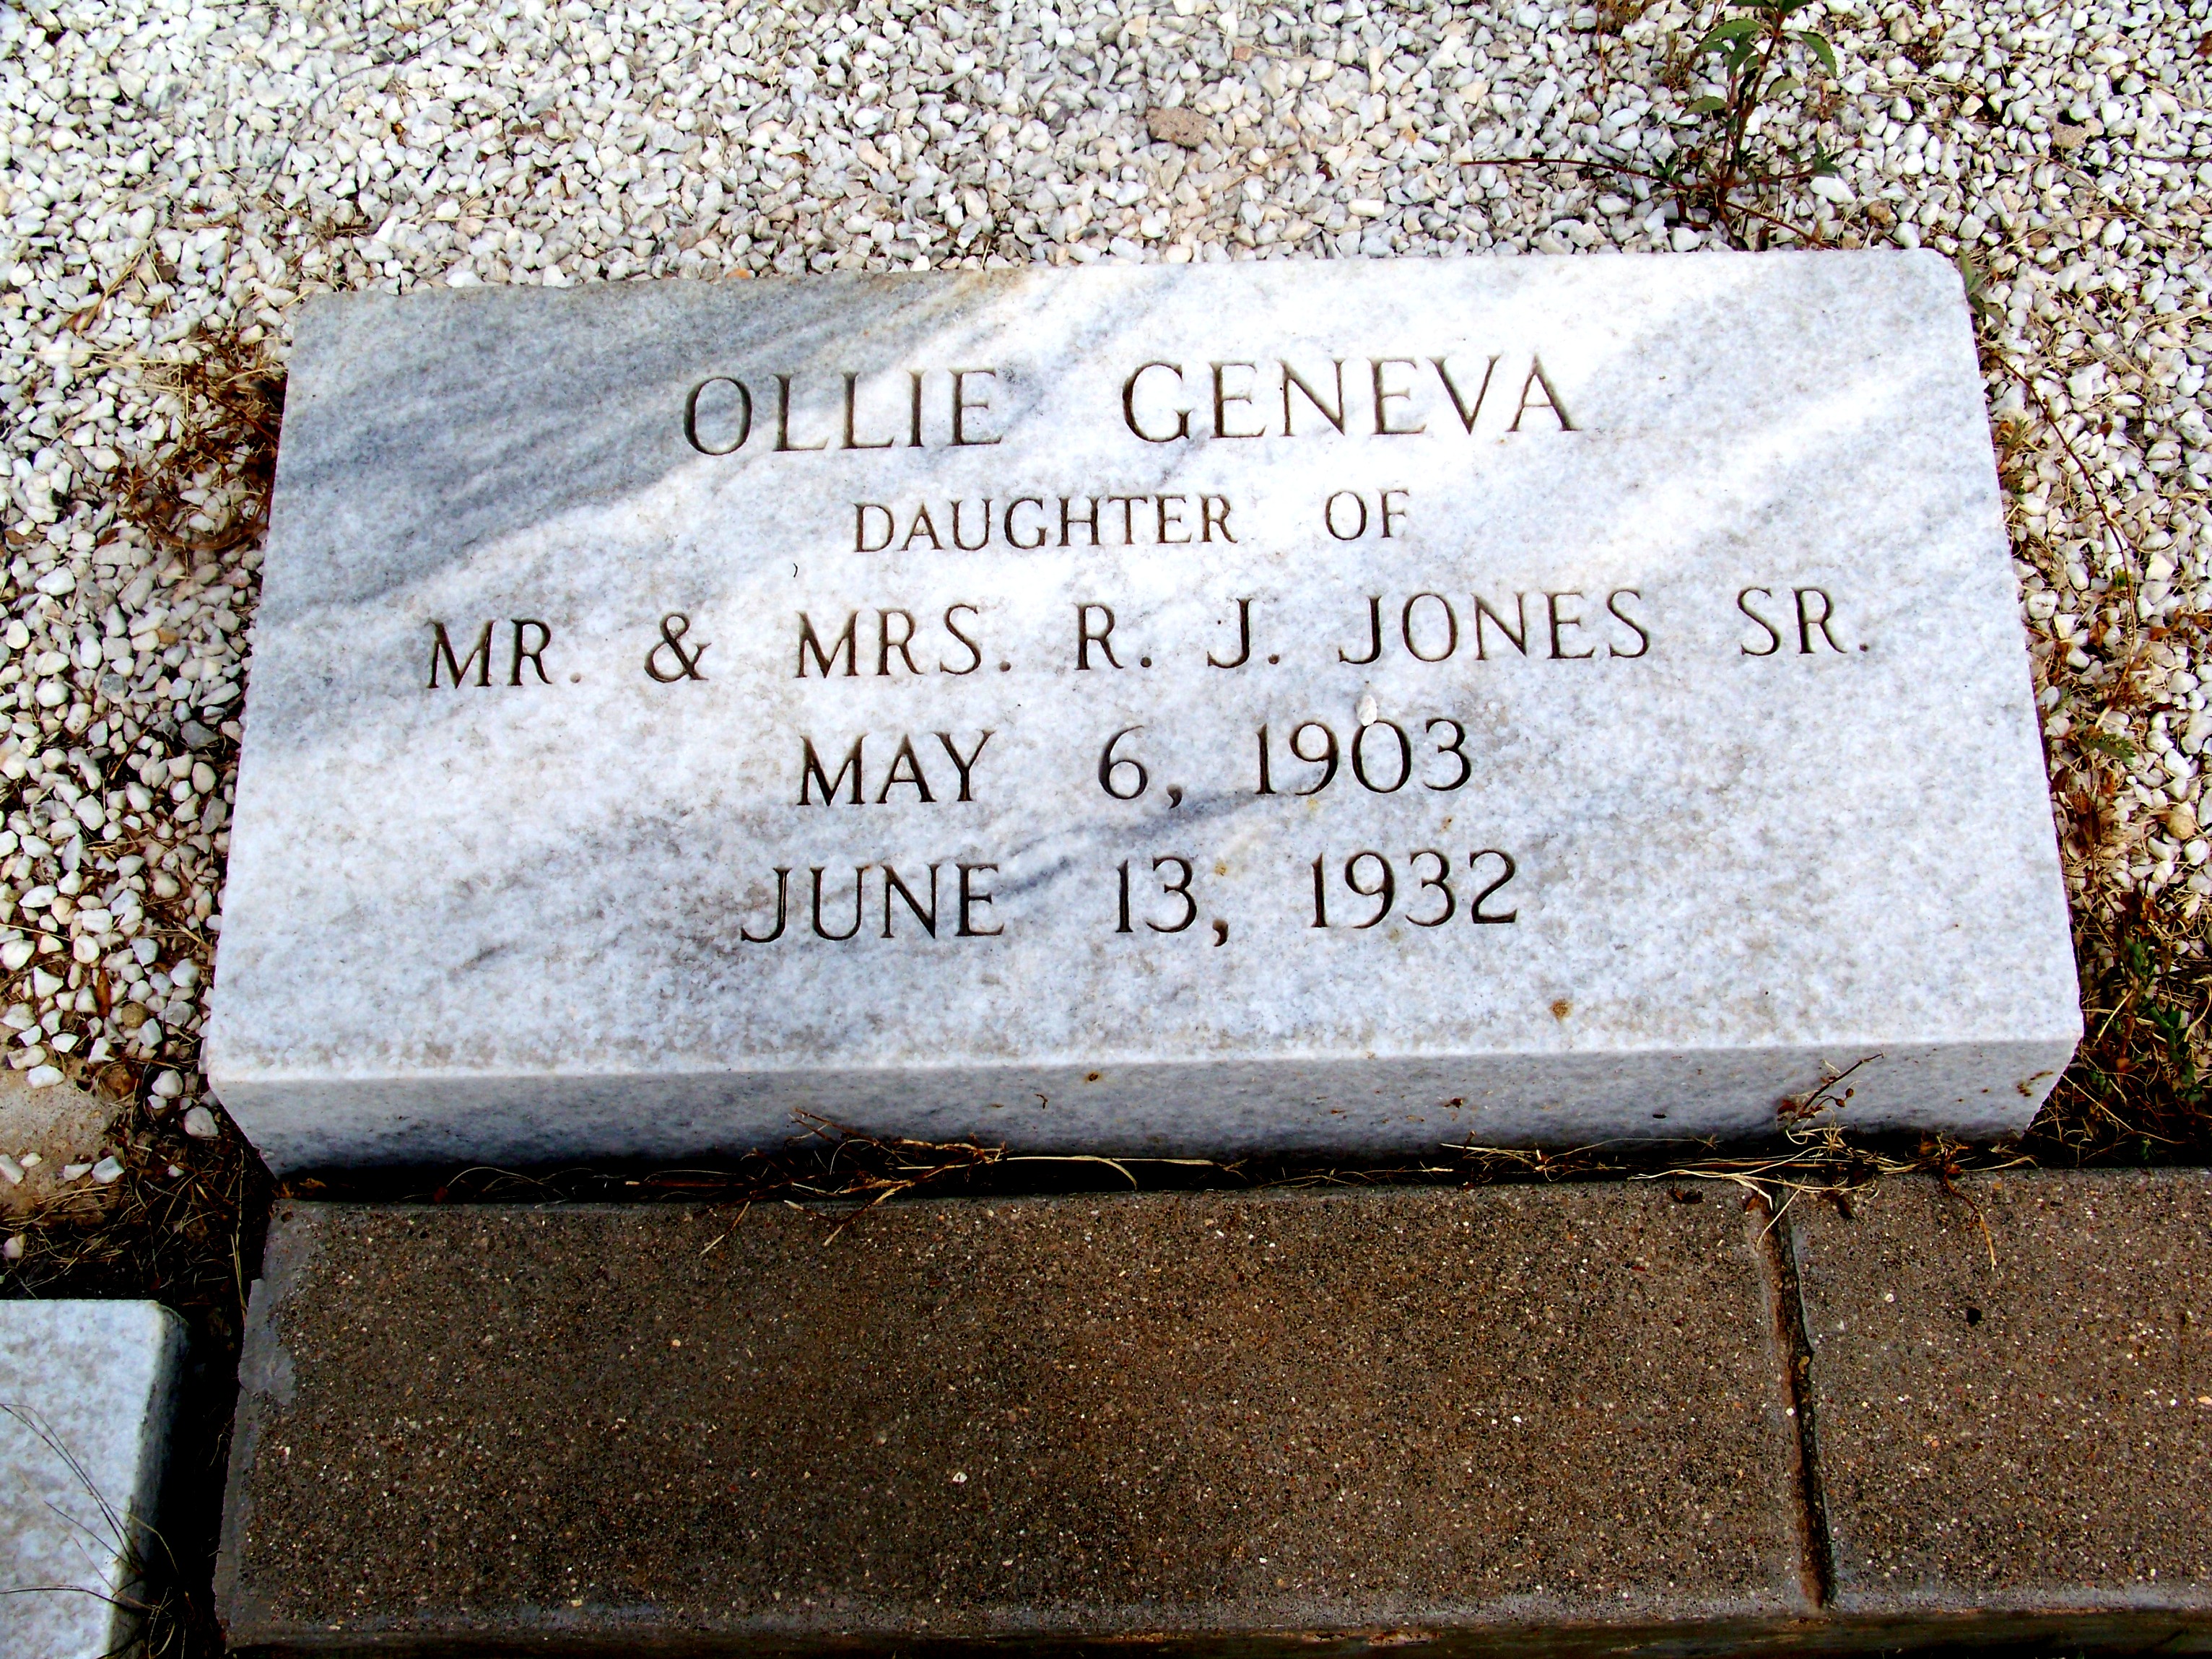 OLLIE GENEVA
DAUGHTER OF
MR. & MRS. R. J. JONES SR.
MAY 6, 1903
JUNE 13, 1932